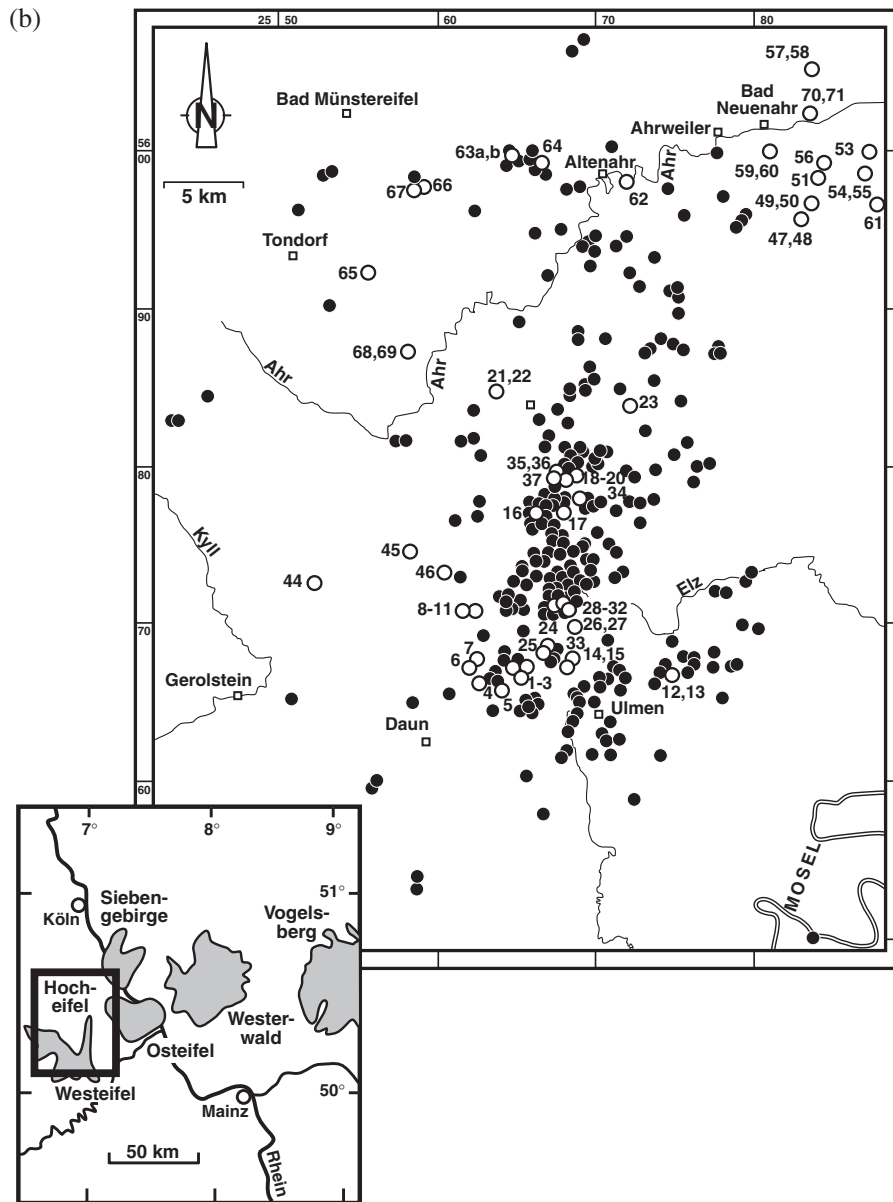 (b)
25 50
60
70
80
57,58
Bad Münstereifel
Bad
Neuenahr
70,71
N
Ahrweiler
56
00
63a,b
64
Altenahr
Ahr
59,60
56
53
5 km
67
66
62
51
54,55
49,50
61
47,48
Tondorf
65
90
Ahr
68,69
Ahr
21,22
23
80
35,36
37
18-20
34
16
17
Kyll
45
44
46
Elz
8-11
28-32
70
24
26,27
7
25
33
6
14,15
Gerolstein
4
1-3
12,13
5
Daun
Ulmen
60
MOSEL
7°
8°
9°
51°
Köln
Sieben-
gebirge
Vogels-
berg
Hoch-
eifel
Wester-
wald
Osteifel
Westeifel
50°
Mainz
50 km
Rhein